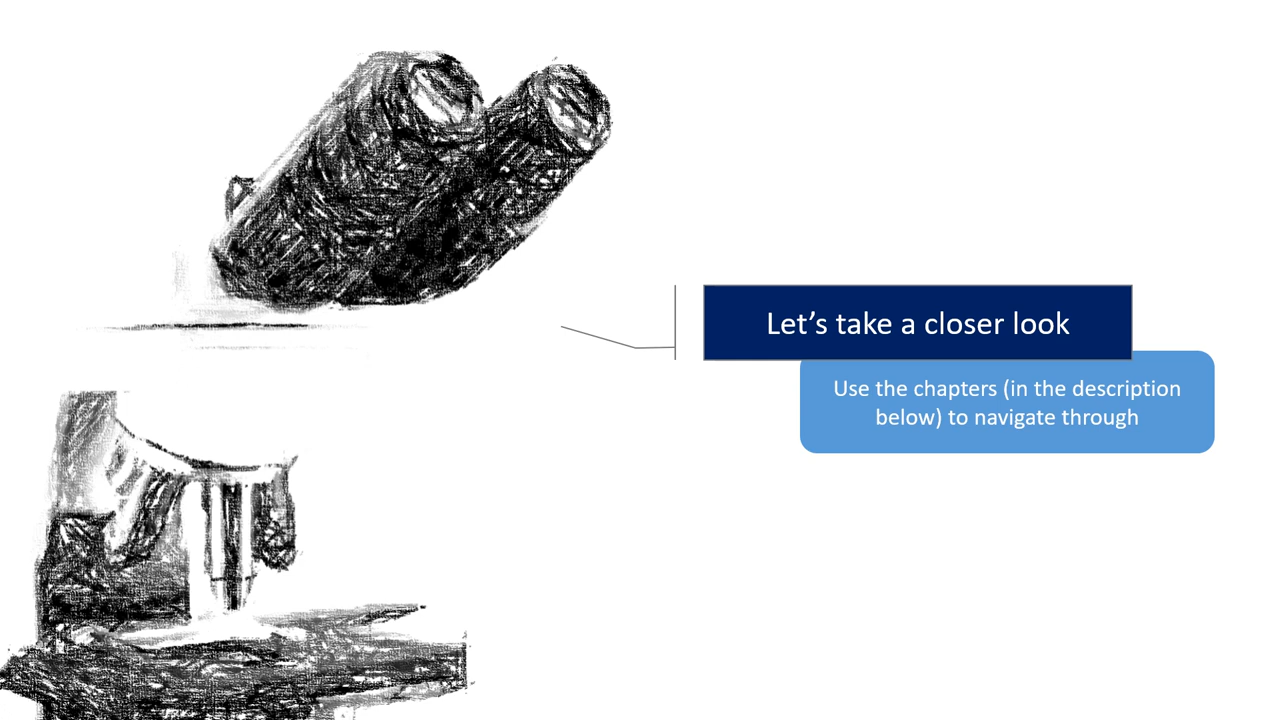 Let’s take a closer look
Use the chapters (in the description
below) to navigate through